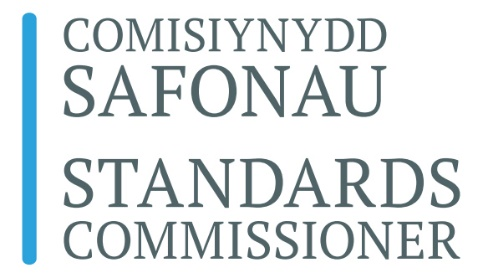 COMISIYNYDD
SAFONAU
STANDARDS
COMMISSIONER